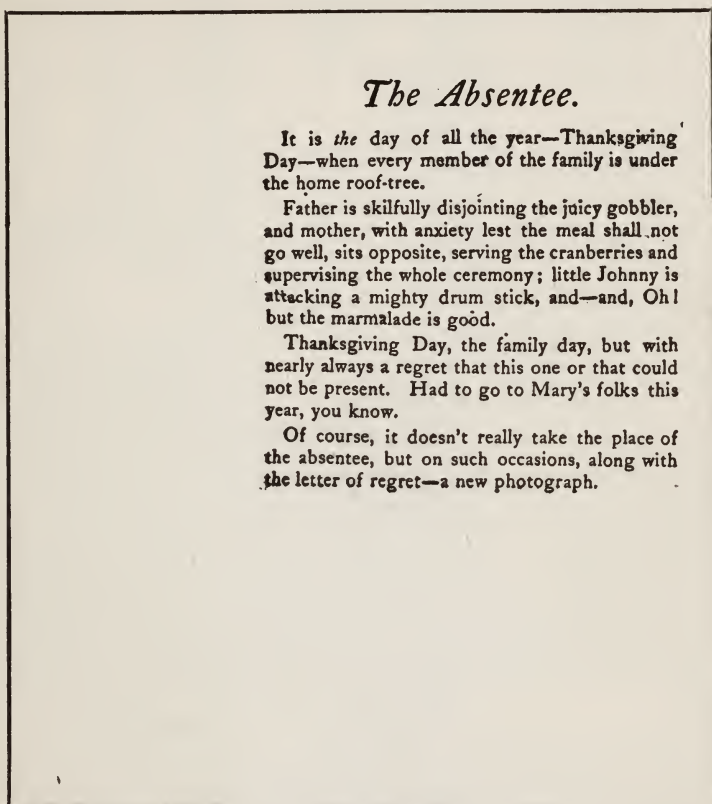 The Absentee.
It is the day of all the year—Thanksgiving
Day—when every member of the family is under
the home roof-tree.
Father is skilfully disjointing the juicy gobbler,
and mother, with anxiety lest the meal shall not
go well, sits opposite, serving the cranberries and
supervising the whole ceremony; little Johnny is
attacking a mighty drum stick, and—and, Oh!
but the marmalade is good.
Thanksgiving Day, the family day, but with
nearly always a regret that this one or that could
not be present. Had to go to Mary's folks this
year, you know.
Of course, it doesn't really take the place of
the absentee, but on such occasions, along with
the letter of regret—a new photograph.